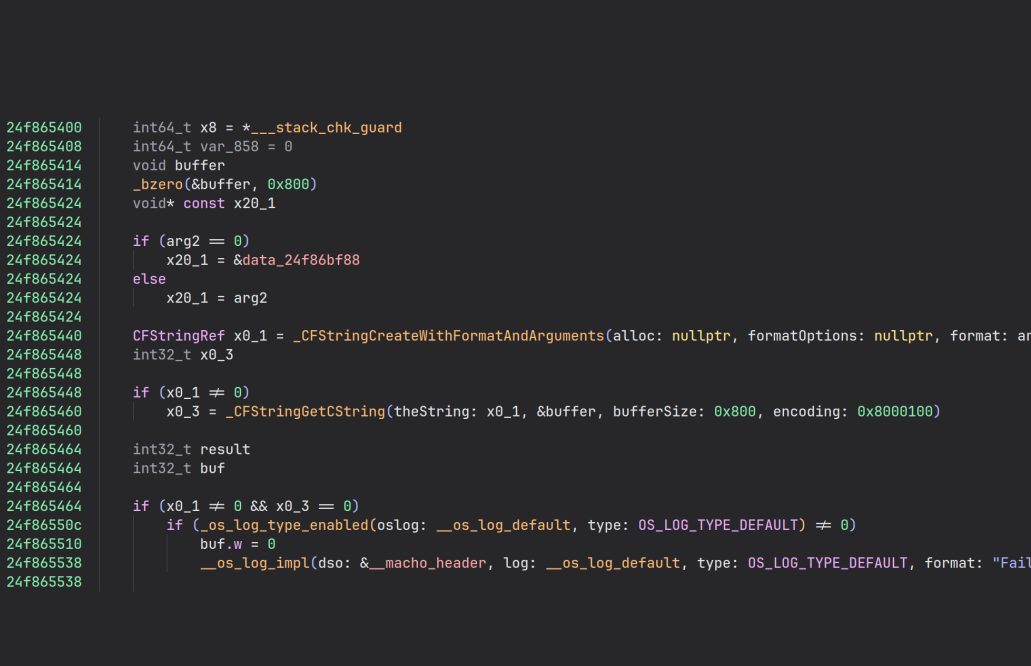 24f865400 int64_t x8 = *___stack_chk_guard
24f865408 int64_t var_858 = 0
24f865414 void buffer
24f865414 _bzero(&buffer, 0x800)
24f865424 void* const x20_1
24f865424
24f865424 if (arg2 == 0)
24f865424 x20_1 = &data_24f86bf88
24f865424 else
24f865424 x20_1 = arg2
24f865424
24f865440 CFStringRef x0_1 = _CFStringCreateWithFormatAndArguments(alloc: nullptr, formatOptions: nullptr, format: ar
24f865448 int32_t x0_3
24f865448
24f865448 if (x0_1 != 0)
24f865460 x0_3 = _CFStringGetCString(theString: x0_1, &buffer, bufferSize: 0x800, encoding: 0x8000100)
24f865460
24f865464 int32_t result
24f865464 int32_t buf
24f865464
24f865464 if (x0_1 != 0 && x0_3 == 0)
24f86550c if (_os_log_type_enabled(oslog: __os_log_default, type: OS_LOG_TYPE_DEFAULT) != 0)
24f865510 buf.w = 0
24f865538 __os_log_impl(dso: &__macho_header, log: __os_log_default, type: OS_LOG_TYPE_DEFAULT, format: "Fail
24f865538